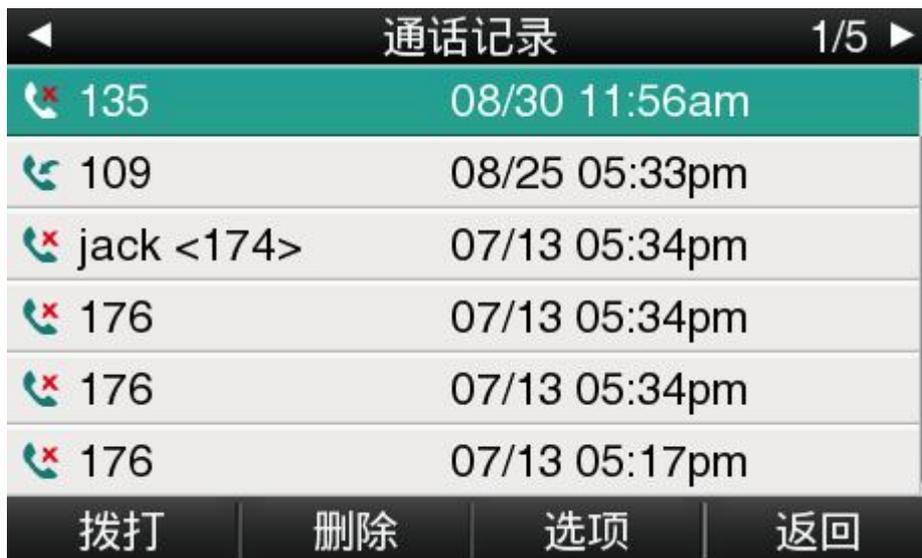 通话记录 1/5
135 08/30 11:56am
109 08/25 05:33pm
jack <174> 07/13 05:34pm
176 07/13 05:34pm
176 07/13 05:34pm
176 07/13 05:17pm
拨打 删除 选项 返回